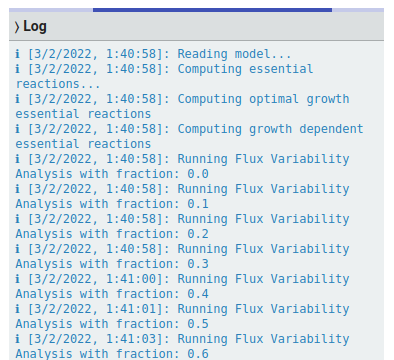 > Log
i [3/2/2022, 1:40:58]: Reading model...
i [3/2/2022, 1:40:58]: Computing essential
reactions...
i [3/2/2022, 1:40:58]: Computing optimal growth
essential reactions
i [3/2/2022, 1:40:58]: Computing growth dependent
essential reactions
i [3/2/2022, 1:40:58]: Running Flux Variability
Analysis with fraction: 0.0
i [3/2/2022, 1:40:58]: Running Flux Variability
Analysis with fraction: 0.1
i [3/2/2022, 1:40:58]: Running Flux Variability
Analysis with fraction: 0.2
i [3/2/2022, 1:40:58]: Running Flux Variability
Analysis with fraction: 0.3
i [3/2/2022, 1:41:00]: Running Flux Variability
Analysis with fraction: 0.4
i [3/2/2022, 1:41:01]: Running Flux Variability
Analysis with fraction: 0.5
i [3/2/2022, 1:41:03]: Running Flux Variability
Analysis with fraction: 0.6